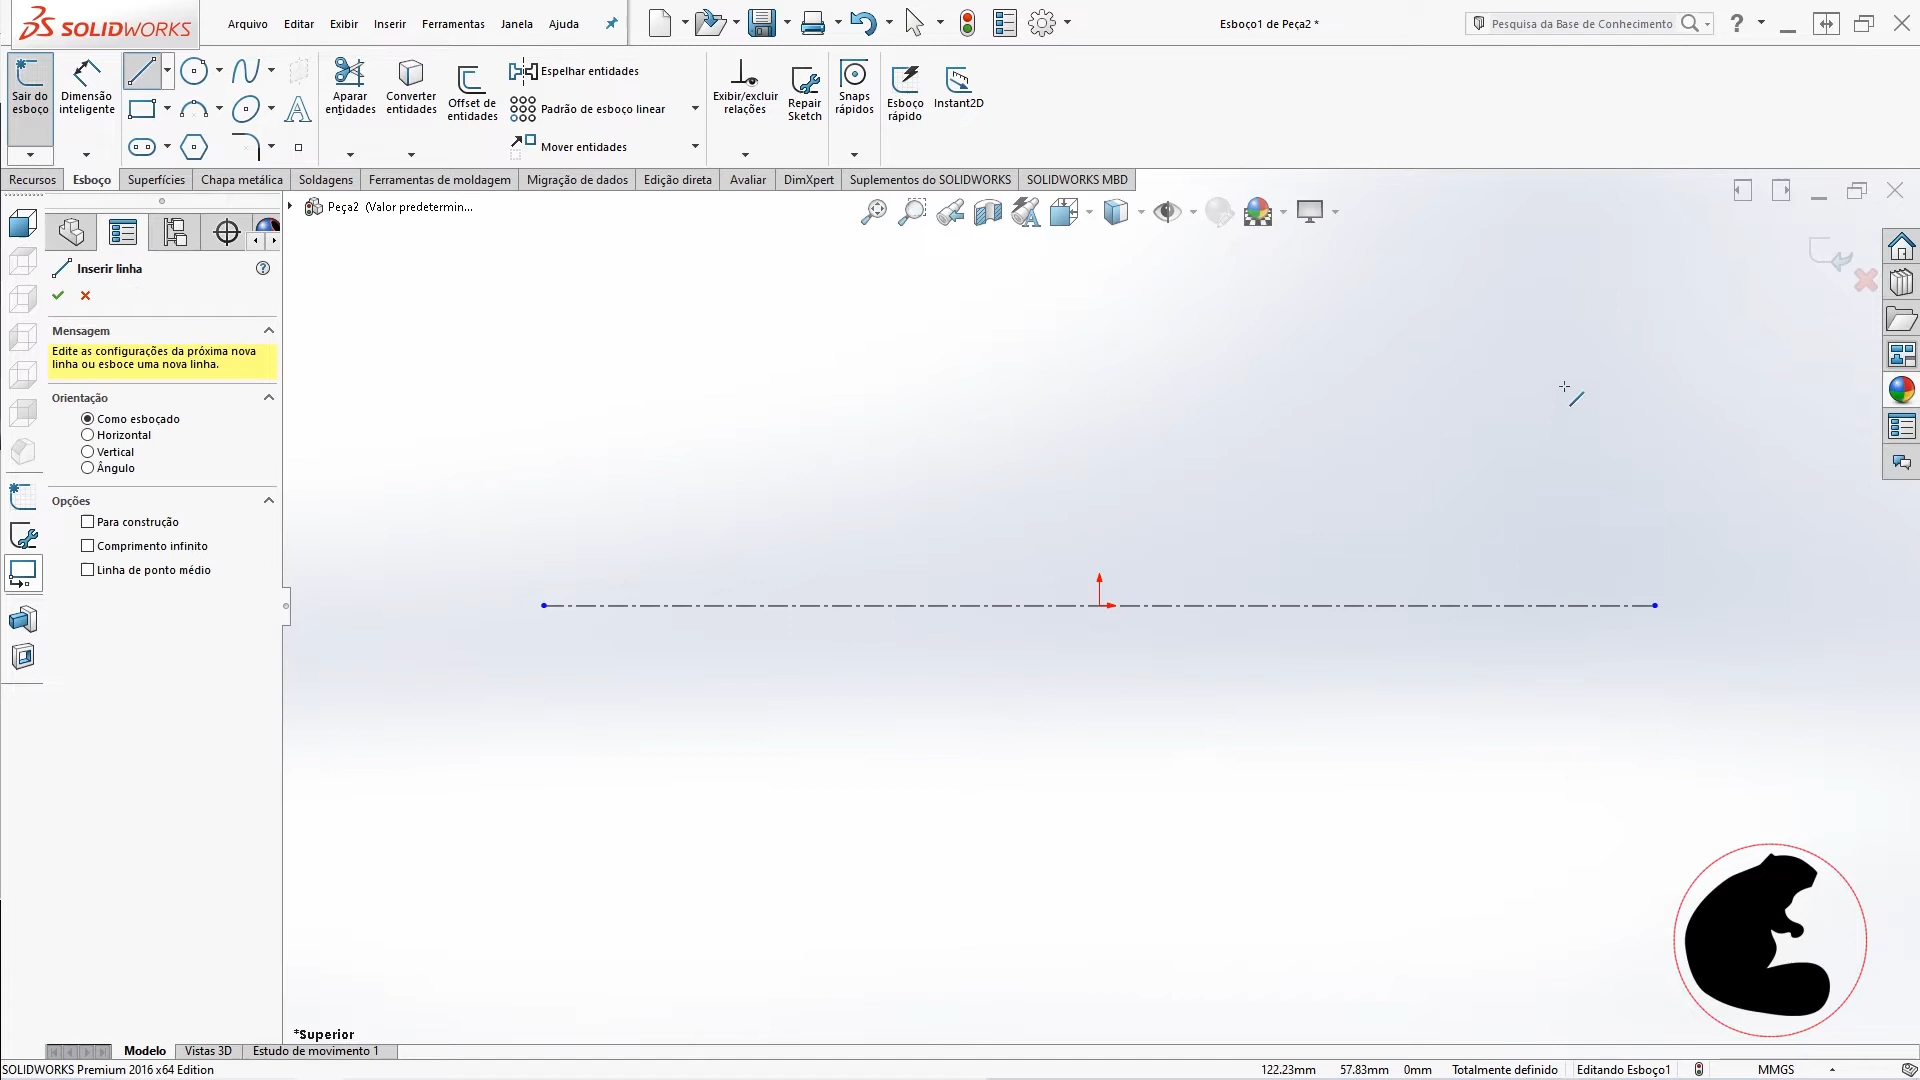 SOLIDWORKS
Arquivo
Editar
Exibir
Inserir
Ferramentas
Janela
Ajuda
Esboço1 de Peça2 *
Pesquisa da Base de Conhecimento
?
Sair do
esboço
Dimensão
inteligente
Aparar
entidades
Converter
entidades
Offset de
entidades
Espelhar entidades
Padrão de esboço linear
Mover entidades
Exibir/excluir
relações
Repair
Sketch
Snaps
rápidos
Esboço
rápido
Instant2D
Recursos
Esboço
Superfícies
Chapa metálica
Soldagens
Ferramentas de moldagem
Migração de dados
Edição direta
Avaliar
DimXpert
Suplementos do SOLIDWORKS
SOLIDWORKS MBD
Peça2 (Valor predetermin...
Inserir linha
Mensagem
Edite as configurações da próxima nova
linha ou esboce uma nova linha.
Orientação
Como esboçado
Horizontal
Vertical
Ângulo
Opções
Para construção
Comprimento infinito
Linha de ponto médio
*Superior
Modelo
Vistas 3D
Estudo de movimento 1
SOLIDWORKS Premium 2016 x64 Edition
122.23mm
57.83mm
0mm
Totalmente definido
Editando Esboço1
MMGS